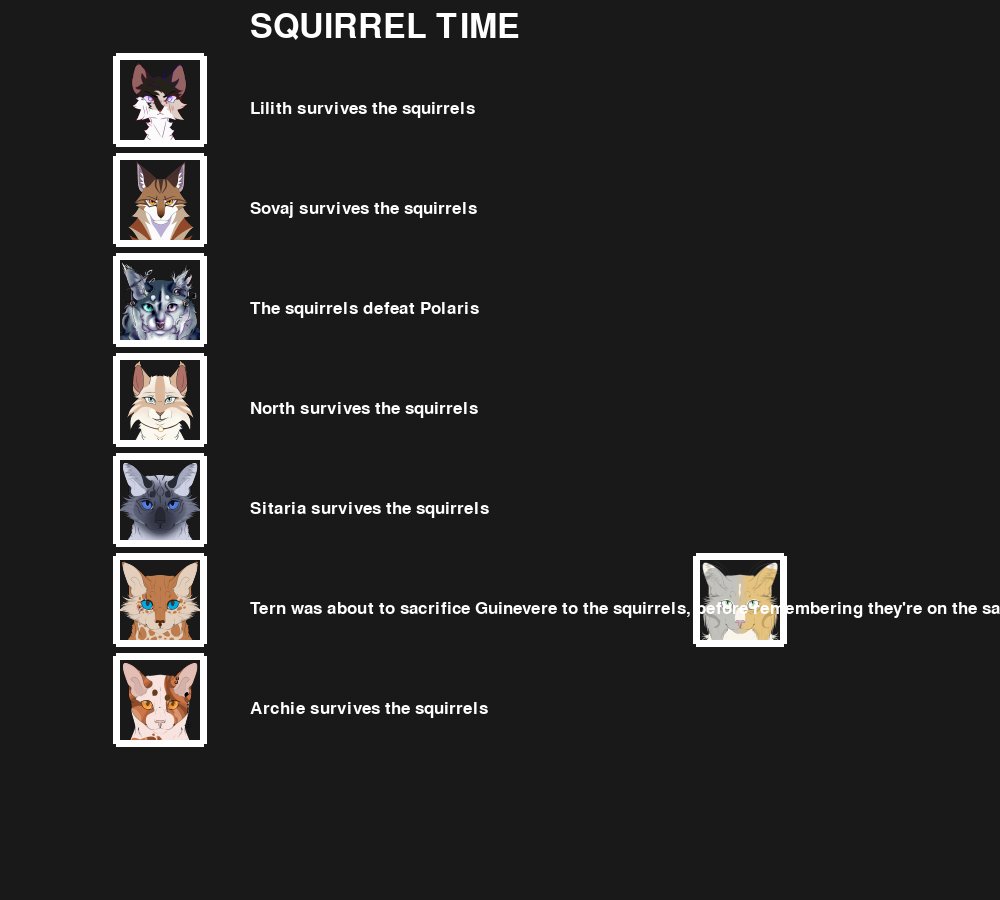 SQUIRREL TIME
Lilith survives the squirrels
Sovaj survives the squirrels
The squirrels defeat Polaris
North survives the squirrels
Sitaria survives the squirrels
Tern was about to sacrifice Guinevere to the squirrels, before remembering they're on the sa
Archie survives the squirrels